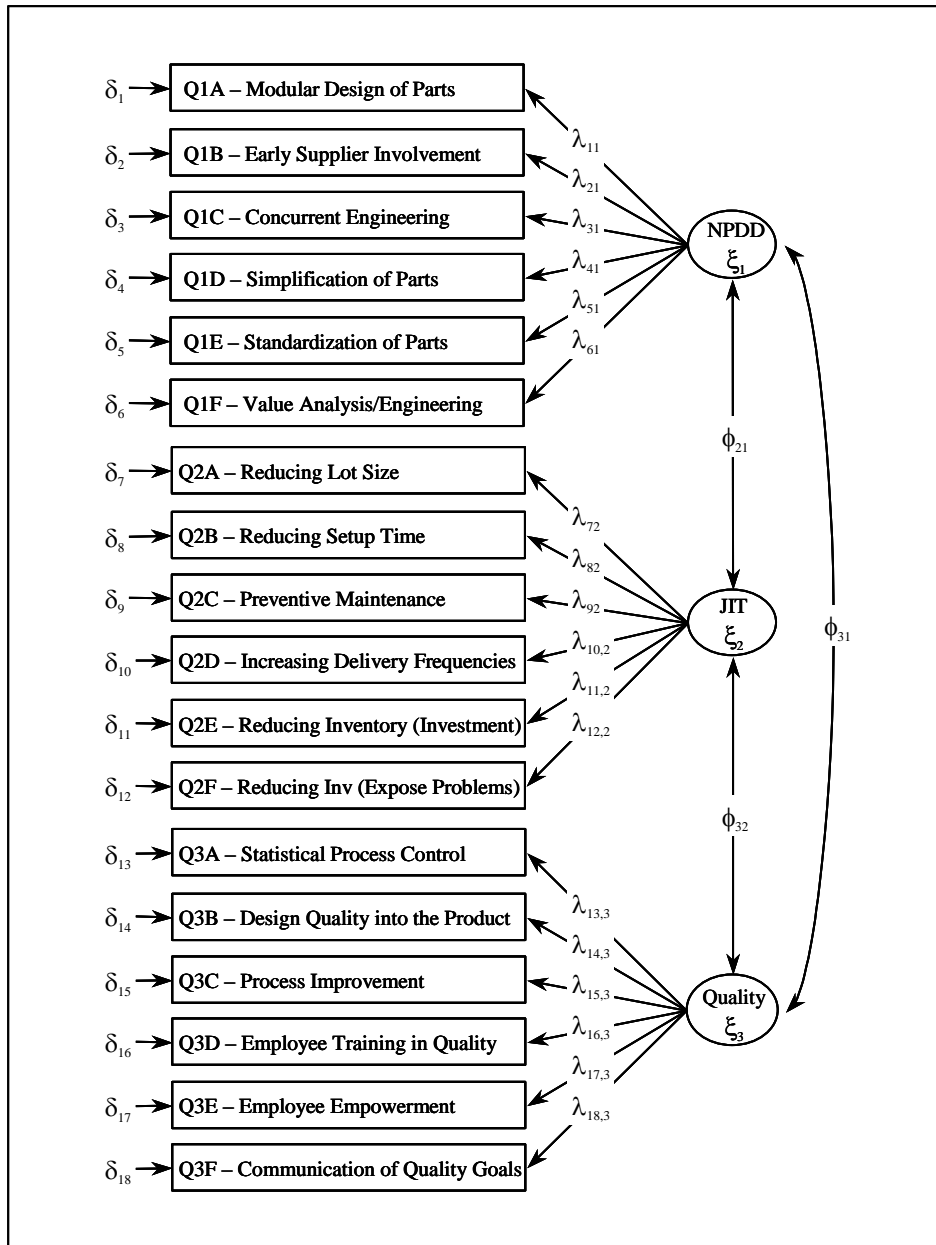 δ1 Q1A – Modular Design of Parts
λ11
δ2 Q1B – Early Supplier Involvement
λ21
δ3 Q1C – Concurrent Engineering
λ31
NPDD
ξ1
δ4 Q1D – Simplification of Parts
λ41
δ5 Q1E – Standardization of Parts
λ51
λ61
δ6 Q1F – Value Analysis/Engineering
ϕ21
δ7 Q2A – Reducing Lot Size
λ72
δ8 Q2B – Reducing Setup Time
λ82
δ9 Q2C – Preventive Maintenance
λ92
JIT
ξ2
ϕ31
δ10 Q2D – Increasing Delivery Frequencies
λ10,2
δ11 Q2E – Reducing Inventory (Investment)
λ11,2
λ12,2
δ12 Q2F – Reducing Inv (Expose Problems)
ϕ32
δ13 Q3A – Statistical Process Control
λ13,3
δ14 Q3B – Design Quality into the Product
λ14,3
δ15 Q3C – Process Improvement
λ15,3
Quality
ξ3
δ16 Q3D – Employee Training in Quality
λ16,3
δ17 Q3E – Employee Empowerment
λ17,3
λ18,3
δ18 Q3F – Communication of Quality Goals